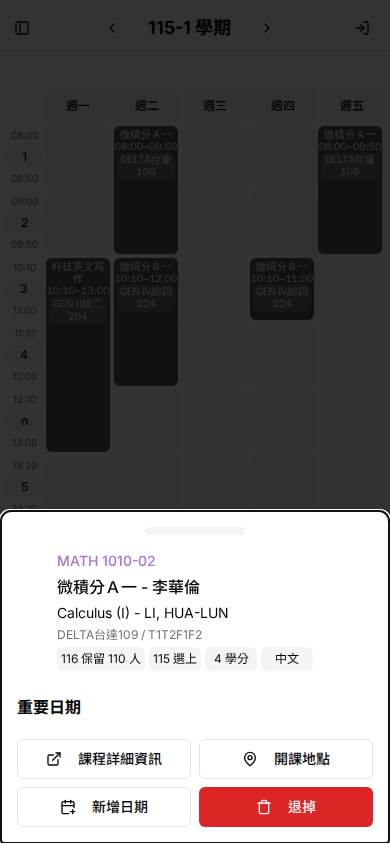 115-1 學期
週一 週二 週三 週四 週五
08:00
1
08:50
微積分Ａ一
08:00–09:50
DELTA台達
109
微積分Ａ一
08:00–09:50
DELTA台達
109
09:00
2
09:50
10:10
3
11:00
科技英文寫
作
10:10–13:00
GEN II綜二
204
微積分Ｂ一
10:10–12:00
GEN IV綜四
224
微積分Ｂ一
10:10–11:00
GEN IV綜四
224
11:10
4
12:00
12:10
n
13:00
13:20
5
MATH 1010-02
微積分Ａ一 - 李華倫
Calculus (I) - LI, HUA-LUN
DELTA台達109 / T1T2F1F2
116 保留 110 人 115 選上 4 學分 中文
重要日期
課程詳細資訊 開課地點
新增日期 退掉